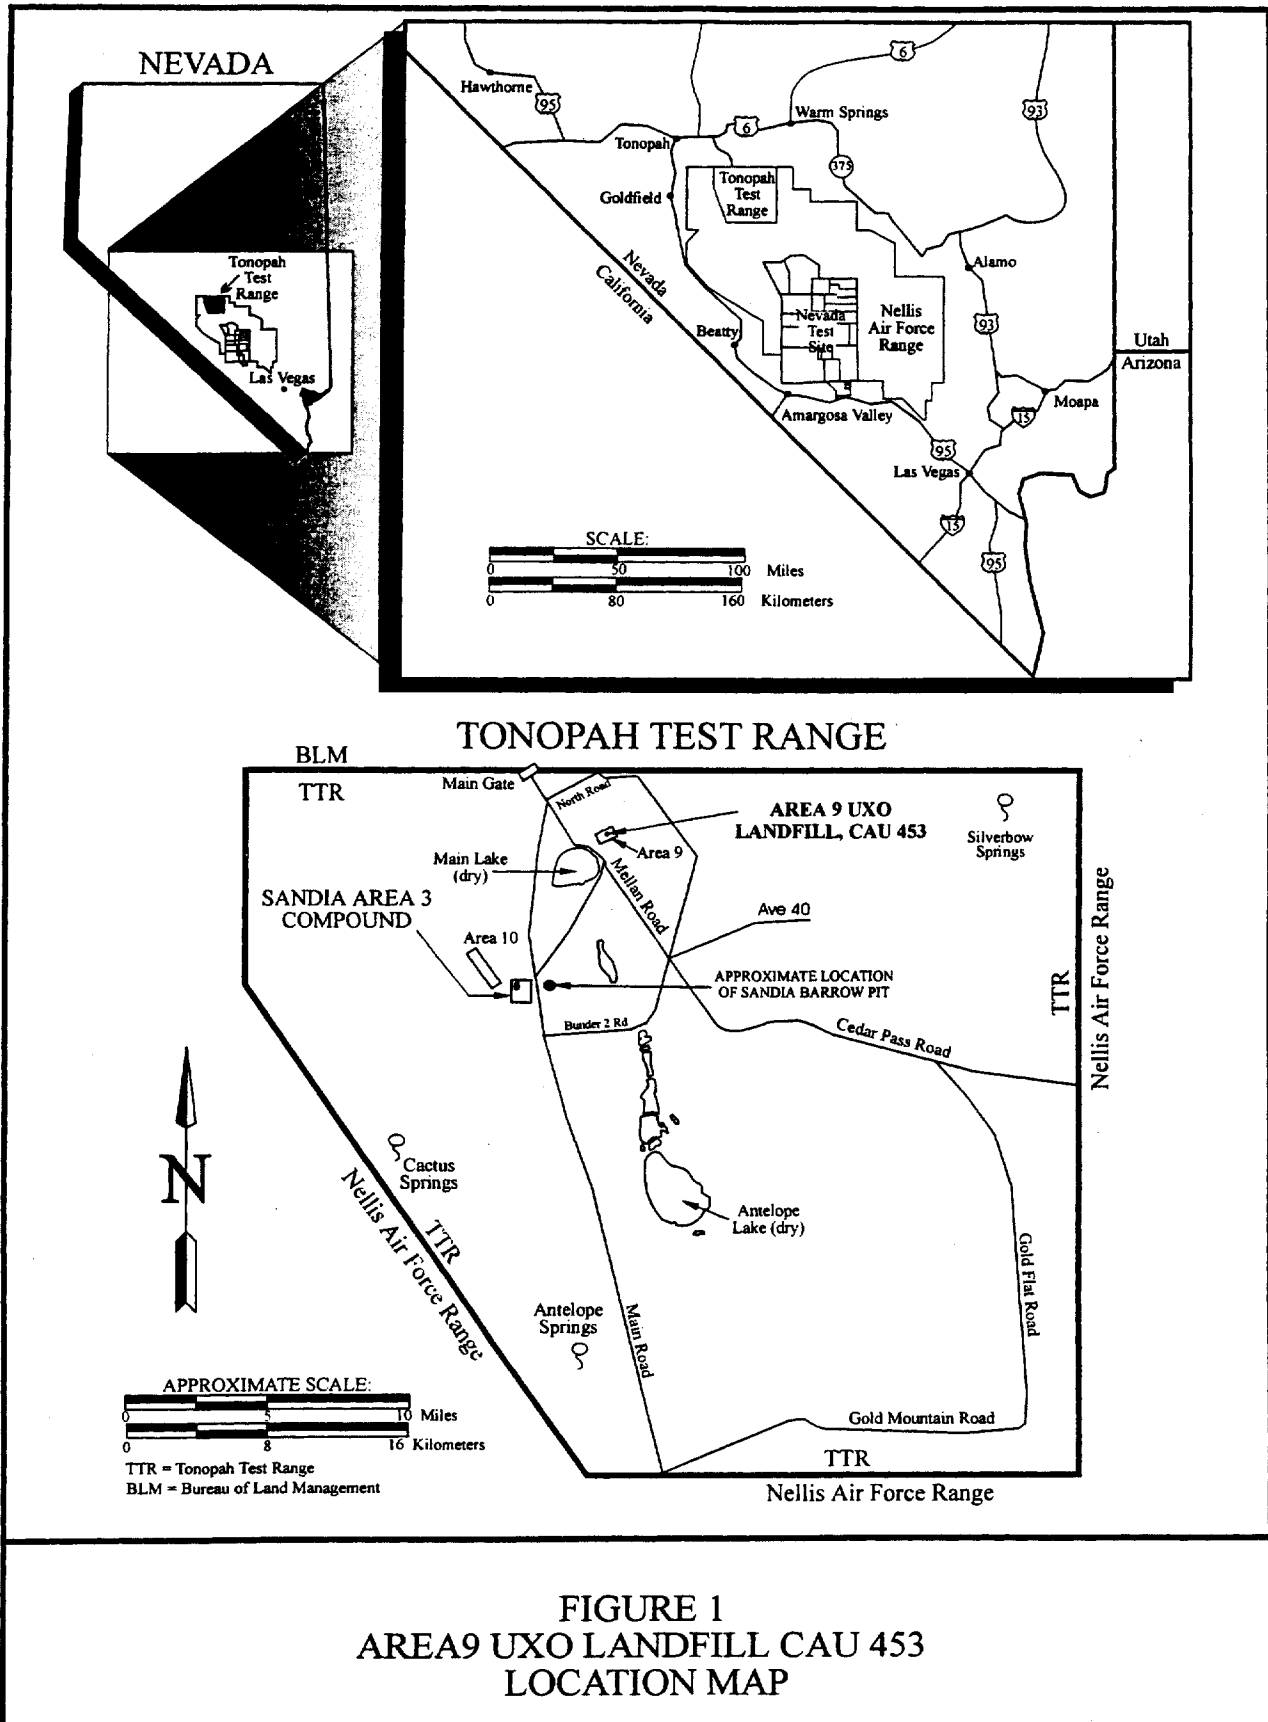 NEVADA
Tonopah
Test
Range
Las Vegas
Hawthorne
95
6
93
Warm Springs
6
Tonopah
375
Tonopah
Test
Range
Goldfield
Nevada
California
Alamo
Nevada
Test
Site
Nellis
Air Force
Range
Beatty
93
Utah
Arizona
Amargosa Valley
15
Moapa
95
Las Vegas
15
95
SCALE:
0 50 100 Miles
0 80 160 Kilometers
TONOPAH TEST RANGE
BLM
TTR
Main Gate
North Road
AREA 9 UXO
LANDFILL, CAU 453
Silverbow
Springs
Area 9
Main Lake
(dry)
Mellan Road
SANDIA AREA 3
COMPOUND
Ave 40
Area 10
APPROXIMATE LOCATION
OF SANDIA BARROW PIT
TTR
Nellis Air Force Range
Bunder 2 Rd
Cedar Pass Road
N
Cactus
Springs
TTR
Nellis Air Force Range
Antelope
Lake (dry)
Gold Flat Road
Antelope
Springs
Main Road
APPROXIMATE SCALE:
0 5 10 Miles
0 8 16 Kilometers
Gold Mountain Road
TTR
Nellis Air Force Range
TTR = Tonopah Test Range
BLM = Bureau of Land Management
FIGURE 1
AREA9 UXO LANDFILL CAU 453
LOCATION MAP